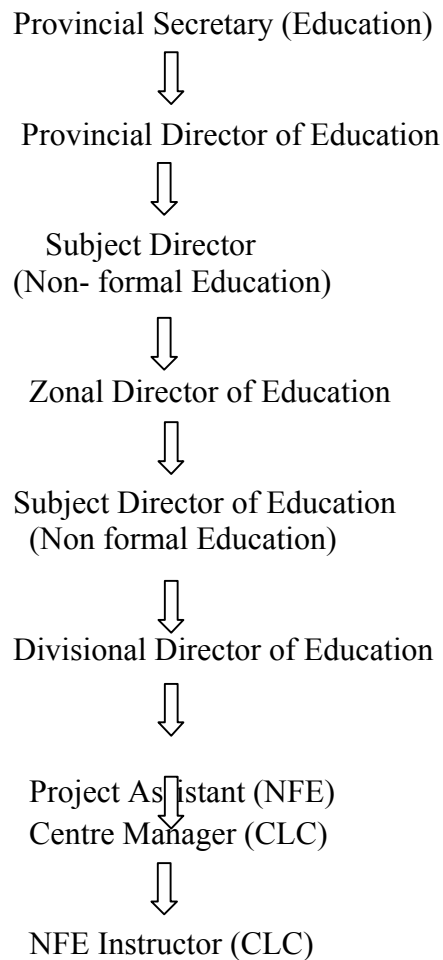 Provincial Secretary (Education)
Provincial Director of Education
Subject Director
(Non- formal Education)
Zonal Director of Education
Subject Director of Education
(Non formal Education)
Divisional Director of Education
Project Assistant (NFE)
Centre Manager (CLC)
NFE Instructor (CLC)